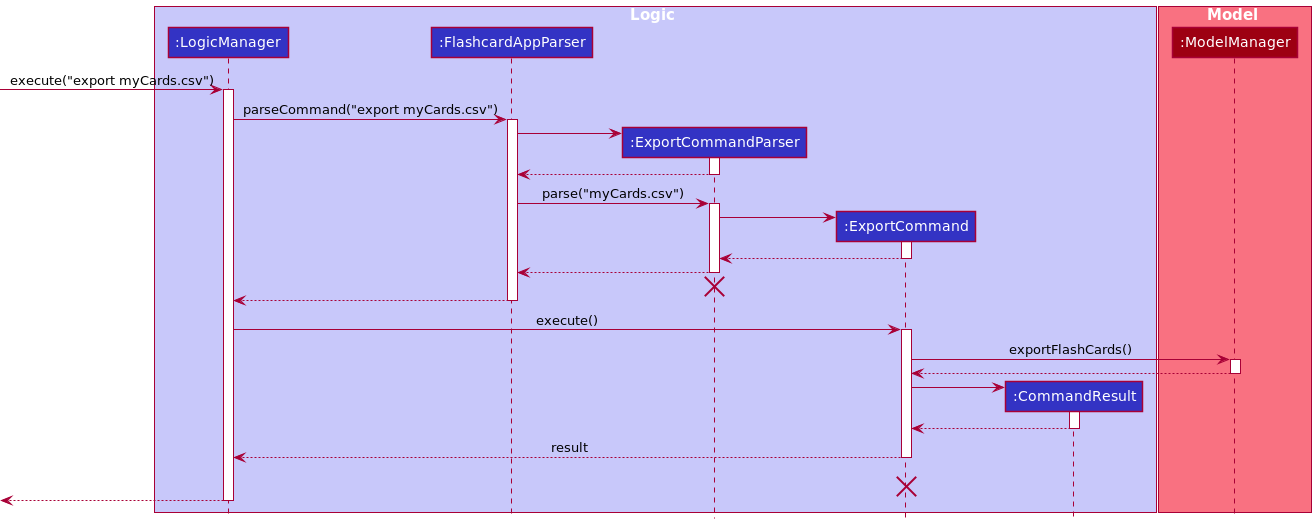 Logic
Model
:LogicManager
:FlashcardAppParser
:ModelManager
execute("export myCards.csv")
parseCommand("export myCards.csv")
:ExportCommandParser
parse("myCards.csv")
:ExportCommand
execute()
exportFlashCards()
:CommandResult
result